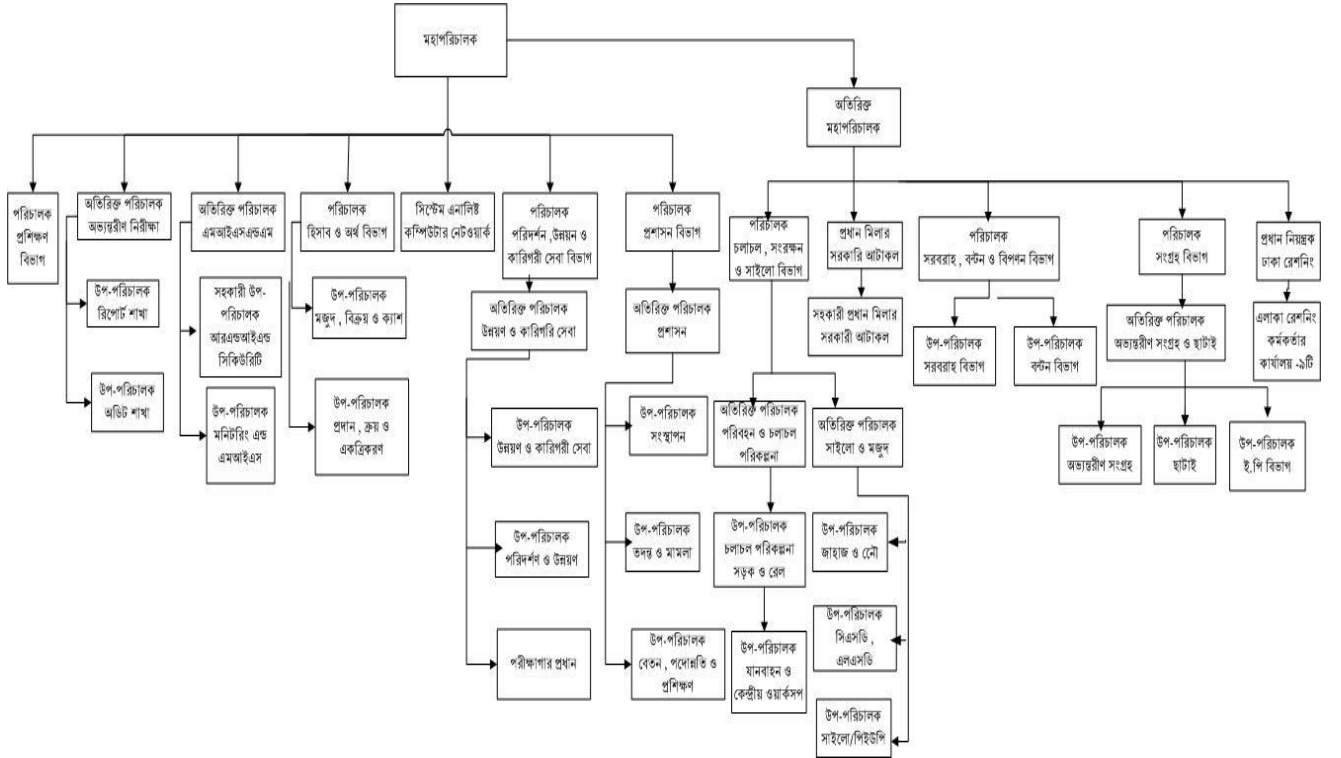 মহাপরিচালক
অতিরিক্ত
মহাপরিচালক
পরিচালক
প্রশিক্ষণ
বিভাগ
অতিরিক্ত পরিচালক
অভ্যন্তরীণ নিরীক্ষা
অতিরিক্ত পরিচালক
এমআইএসএন্ডএম
পরিচালক
হিসাব ও অর্থ বিভাগ
সিস্টেম এনালিষ্ট
কম্পিউটার নেটওয়ার্ক
পরিচালক
পরিদর্শন ,উন্নয়ন ও
কারিগরী সেবা বিভাগ
পরিচালক
প্রশাসন বিভাগ
পরিচালক
চলাচল , সংরক্ষন
ও সাইলো বিভাগ
প্রধান মিলার
সরকারি আটাকল
পরিচালক
সরবরাহ , বন্টন ও বিপণন বিভাগ
পরিচালক
সংগ্রহ বিভাগ
প্রধান নিয়ন্ত্রক
ঢাকা রেশনিং
উপ-পরিচালক
রিপোর্ট শাখা
সহকারী উপ-
পরিচালক
আরএন্ডআইএন্ড
সিকিউরিটি
উপ-পরিচালক
মজুদ , বিক্রয় ও ক্যাশ
অতিরিক্ত পরিচালক
উন্নয়ণ ও কারিগরি সেবা
অতিরিক্ত পরিচালক
প্রশাসন
সহকারী প্রধান মিলার
সরকারী আটাকল
উপ-পরিচালক
সরবরাহ বিভাগ
উপ-পরিচালক
বন্টন বিভাগ
অতিরিক্ত পরিচালক
অভ্যন্তরীণ সংগ্রহ ও ছাটাই
এলাকা রেশনিং
কর্মকর্তার
কার্যালয় -৯টি
উপ-পরিচালক
অডিট শাখা
উপ-পরিচালক
মনিটরিং এন্ড
এমআইএস
উপ-পরিচালক
প্রদান , ক্রয় ও
একত্রিকরণ
উপ-পরিচালক
উন্নয়ণ ও কারিগরী সেবা
উপ-পরিচালক
সংস্থাপন
অতিরিক্ত পরিচালক
পরিবহন ও চলাচল
পরিকল্পনা
অতিরিক্ত পরিচালক
সাইলো ও মজুদ
উপ-পরিচালক
অভ্যন্তরীণ সংগ্রহ
উপ-পরিচালক
ছাটাই
উপ-পরিচালক
ই.পি বিভাগ
উপ-পরিচালক
পরিদর্শণ ও উন্নয়ণ
উপ-পরিচালক
তদন্ত ও মামলা
উপ-পরিচালক
চলাচল পরিকল্পনা
সড়ক ও রেল
উপ-পরিচালক
জাহাজ ও নৌে
পরীক্ষাগার প্রধান
উপ-পরিচালক
বেতন , পদোন্নতি ও
প্রশিক্ষণ
উপ-পরিচালক
যানবাহন ও
কেন্দ্রীয় ওয়ার্কসপ
উপ-পরিচালক
সিএসডি ,
এলএসডি
উপ-পরিচালক
সাইলো/পিইউপি